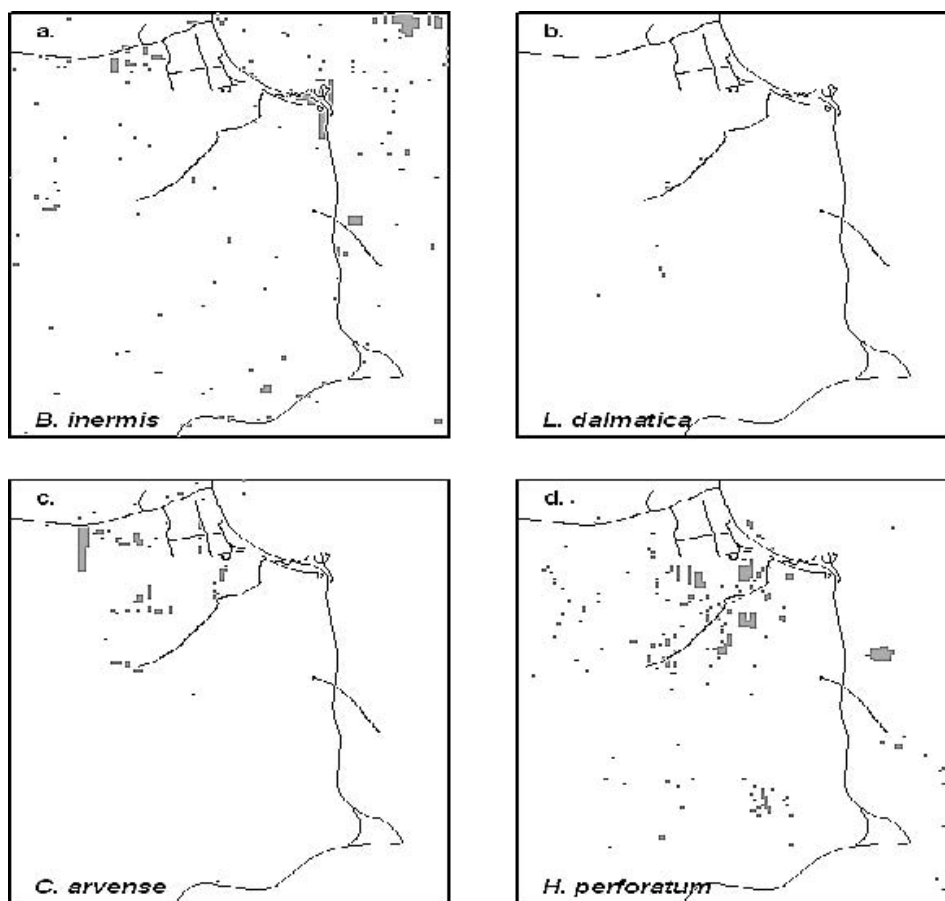 a.
b.
B. inermis
L. dalmatica
c.
d.
C. arvense
H. perforatum